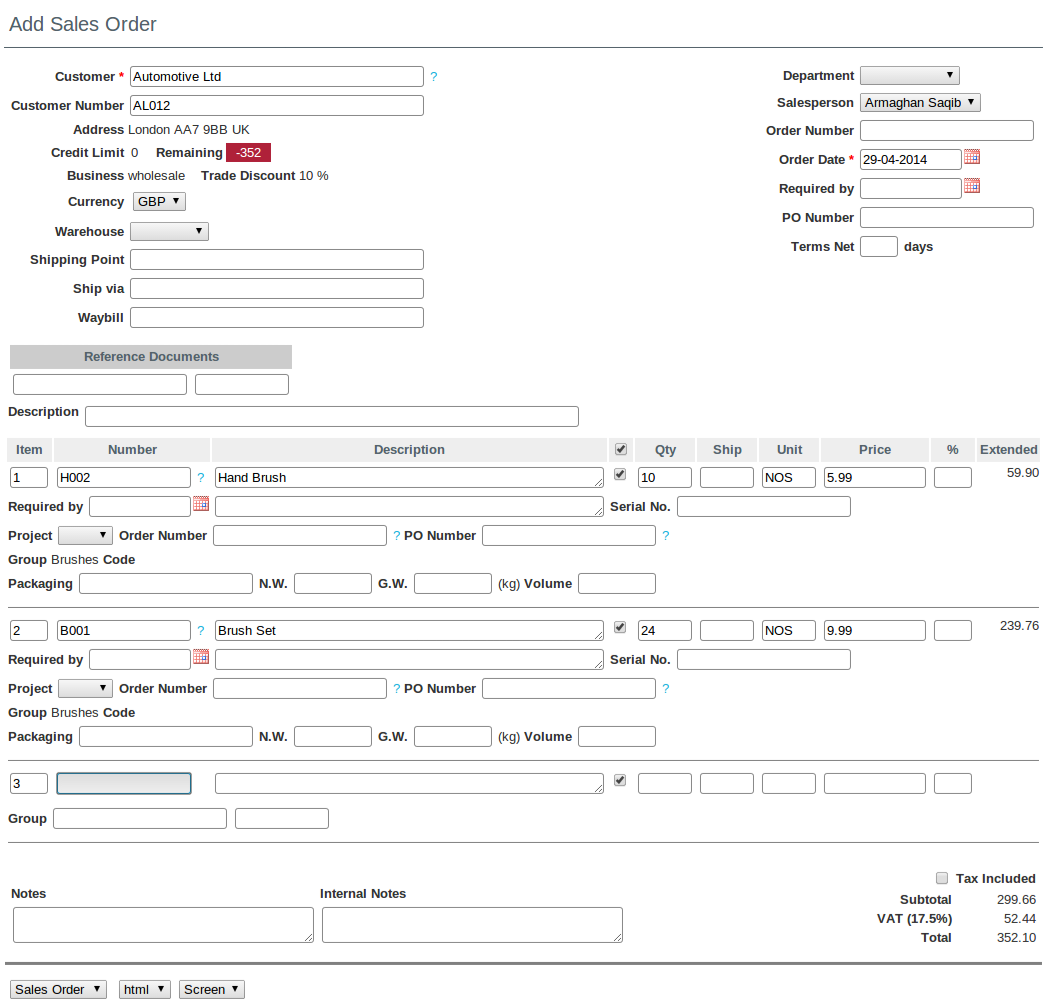 Add Sales Order
Customer * Automotive Ltd ?
Department
Customer Number AL012
Salesperson Armaghan Saqib
Address London AA7 9BB UK
Order Number
Credit Limit 0 Remaining -352
Order Date * 29-04-2014
Business wholesale Trade Discount 10 %
Required by
Currency GBP
PO Number
Warehouse
Terms Net days
Shipping Point
Ship via
Waybill
Reference Documents
Description
Item Number Description Qty Ship Unit Price % Extended
1 H002 ? Hand Brush 10 NOS 5.99 59.90
Required by Serial No.
Project Order Number ? PO Number ?
Group Brushes Code
Packaging N.W. G.W. (kg) Volume
2 B001 ? Brush Set 24 NOS 9.99 239.76
Required by Serial No.
Project Order Number ? PO Number ?
Group Brushes Code
Packaging N.W. G.W. (kg) Volume
3
Group
Tax Included
Notes Internal Notes
Subtotal 299.66
VAT (17.5%) 52.44
Total 352.10
Sales Order html Screen